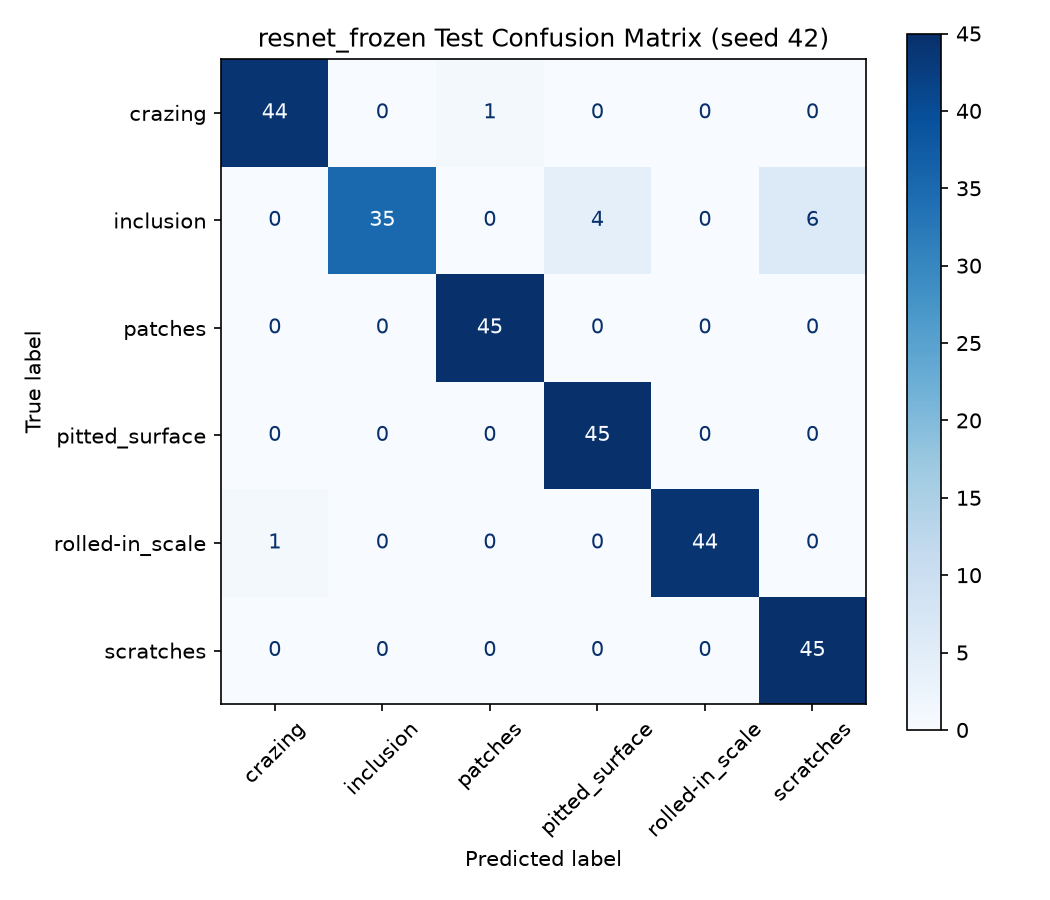 resnet_frozen Test Confusion Matrix (seed 42)
True label
crazing 44 0 1 0 0 0
inclusion 0 35 0 4 0 6
patches 0 0 45 0 0 0
pitted_surface 0 0 0 45 0 0
rolled-in_scale 1 0 0 0 44 0
scratches 0 0 0 0 0 45
crazing inclusion patches pitted_surface rolled-in_scale scratches
Predicted label
45
40
35
30
25
20
15
10
5
0